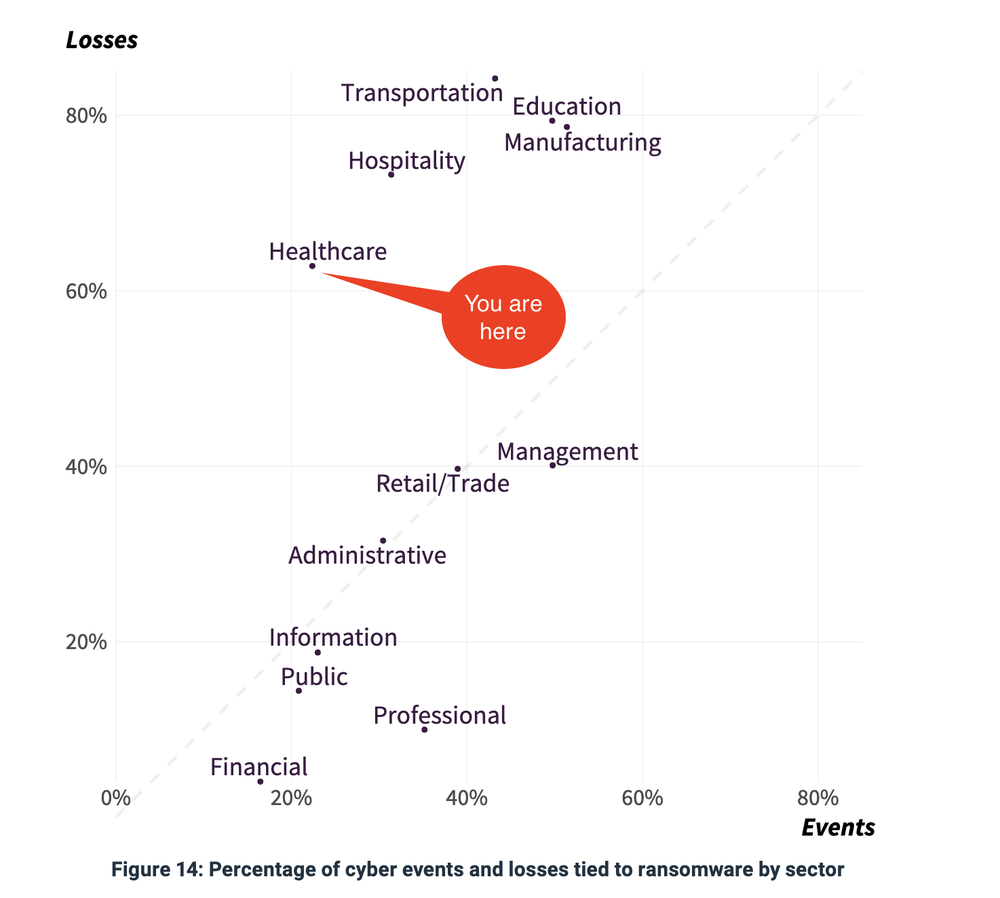 Losses
Transportation
Education
80%
Manufacturing
Hospitality
Healthcare
60%
You are
here
Management
40%
Retail/Trade
Administrative
Information
20%
Public
Professional
Financial
0%
20%
40%
60%
80%
Events
Figure 14: Percentage of cyber events and losses tied to ransomware by sector